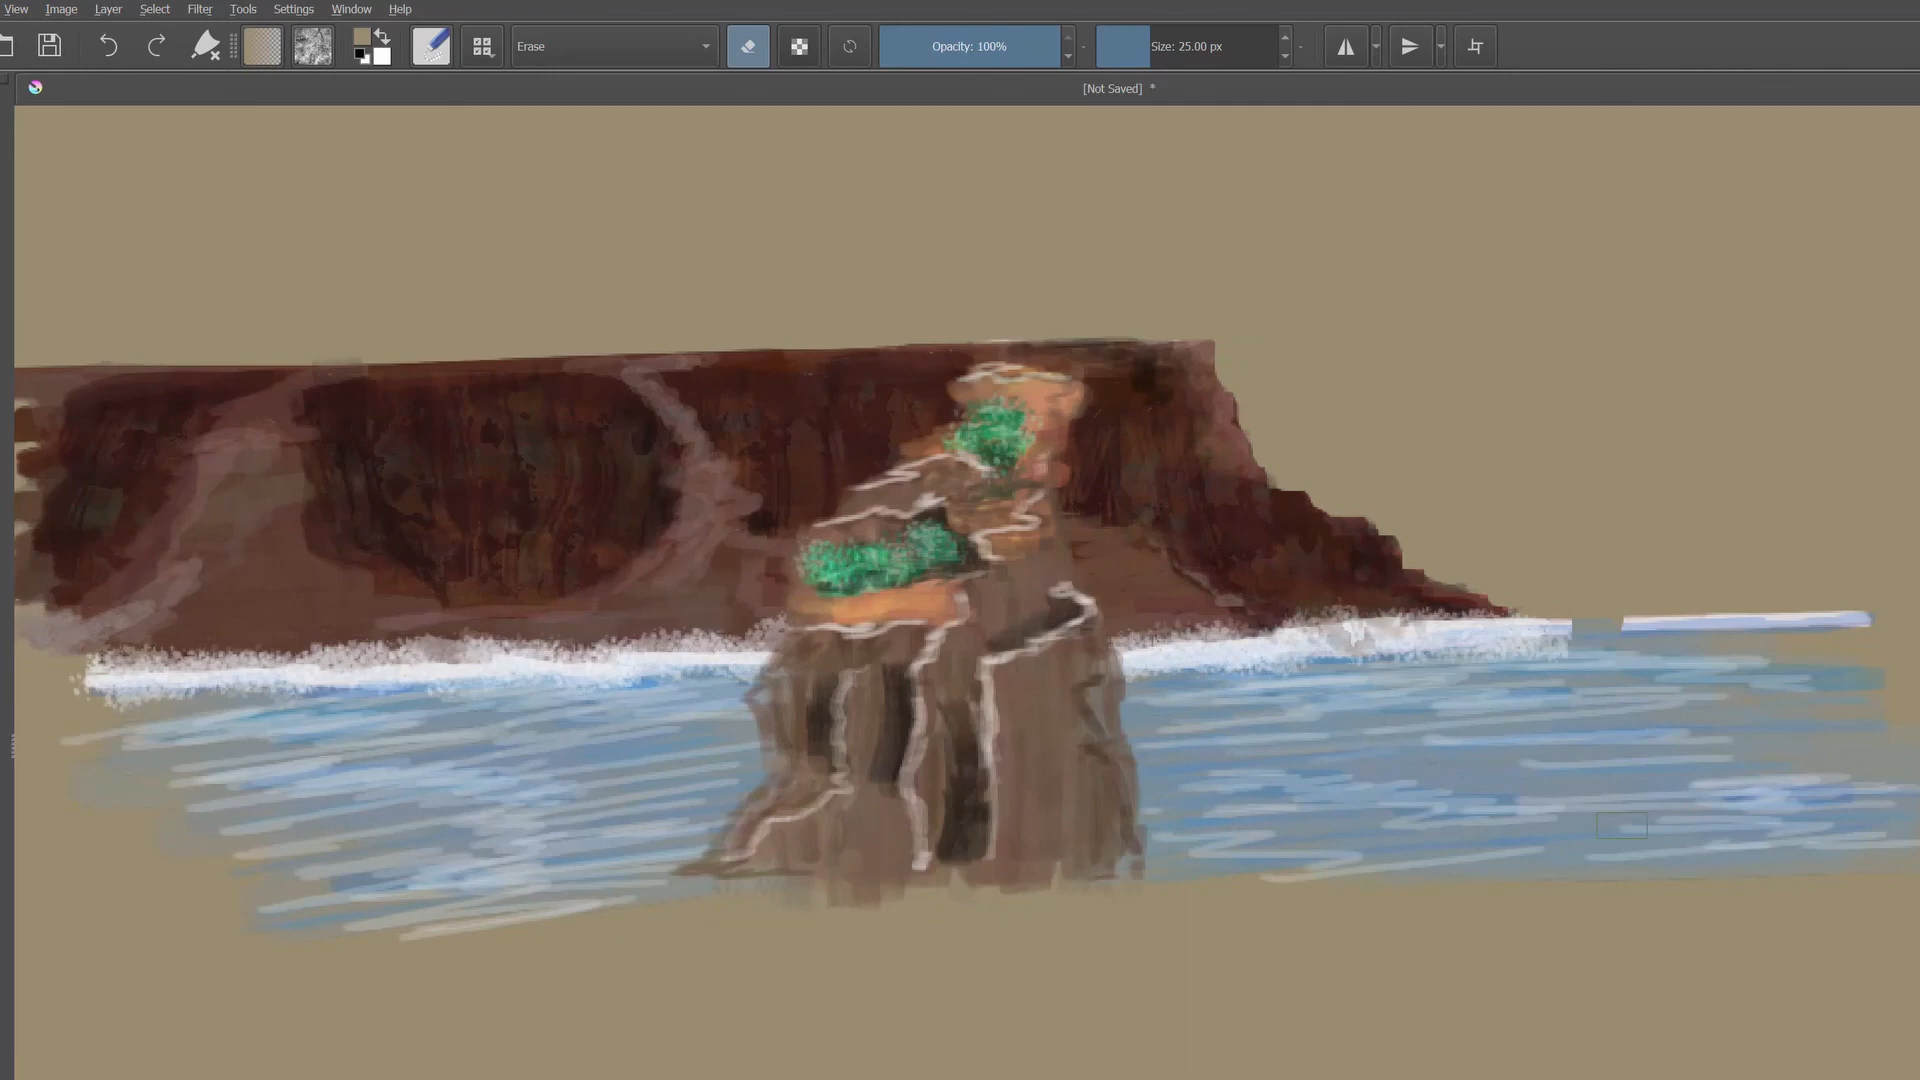 View Image Layer Select Filter Tools Settings Window Help
Erase Opacity: 100% Size: 25.00 px
[Not Saved] *